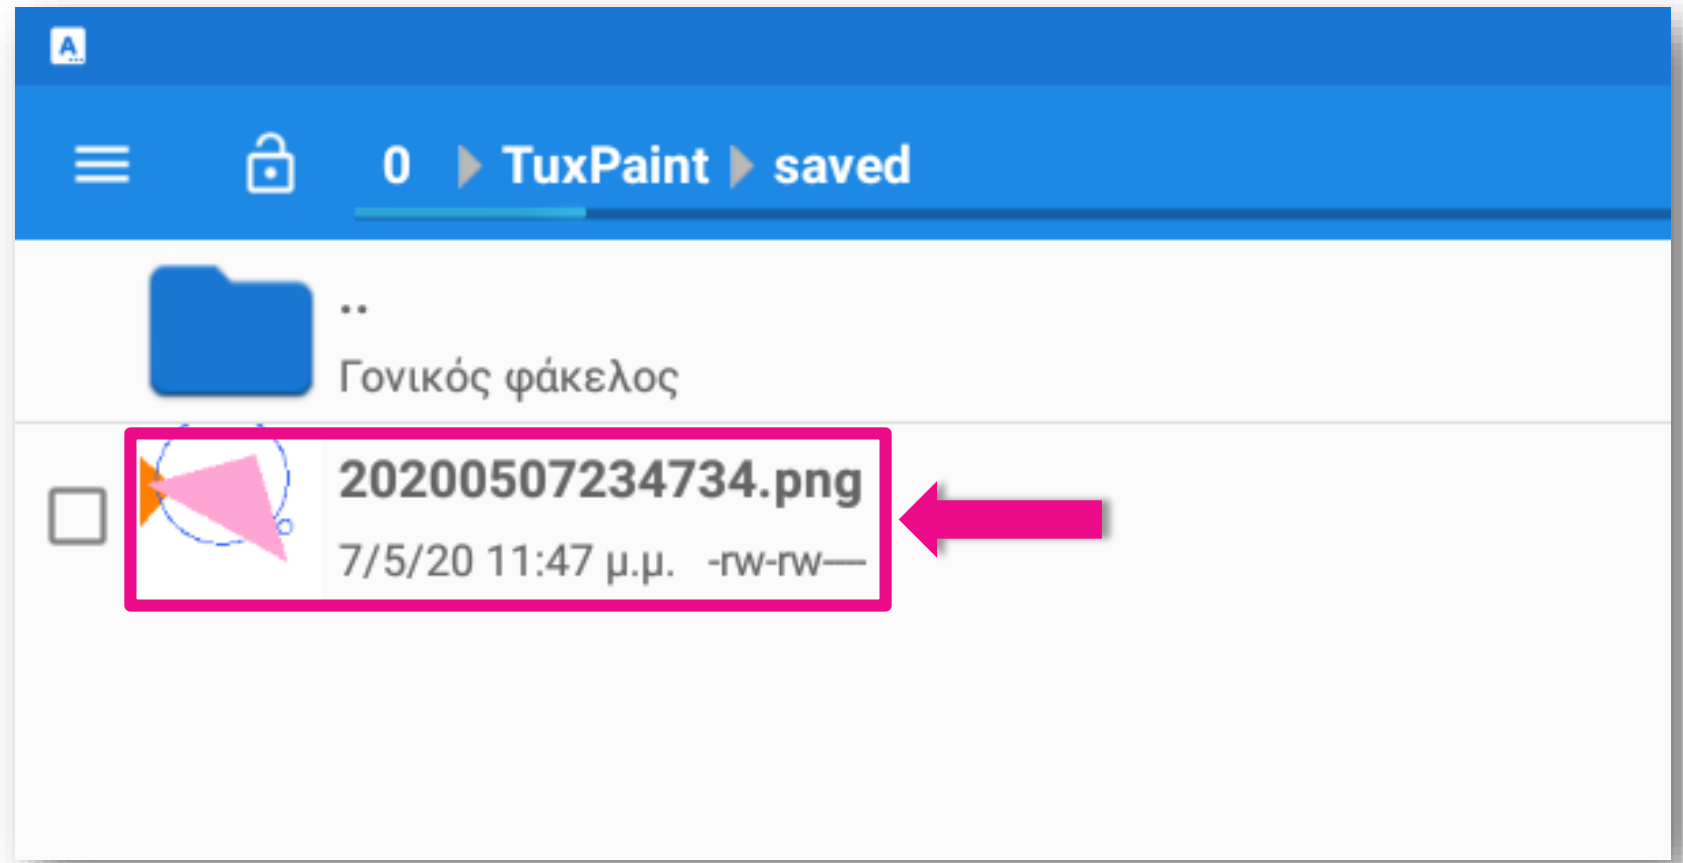 A...
0 TuxPaint saved
..
Γονικός φάκελος
20200507234734.png
7/5/20 11:47 μ.μ. -rw-rw----